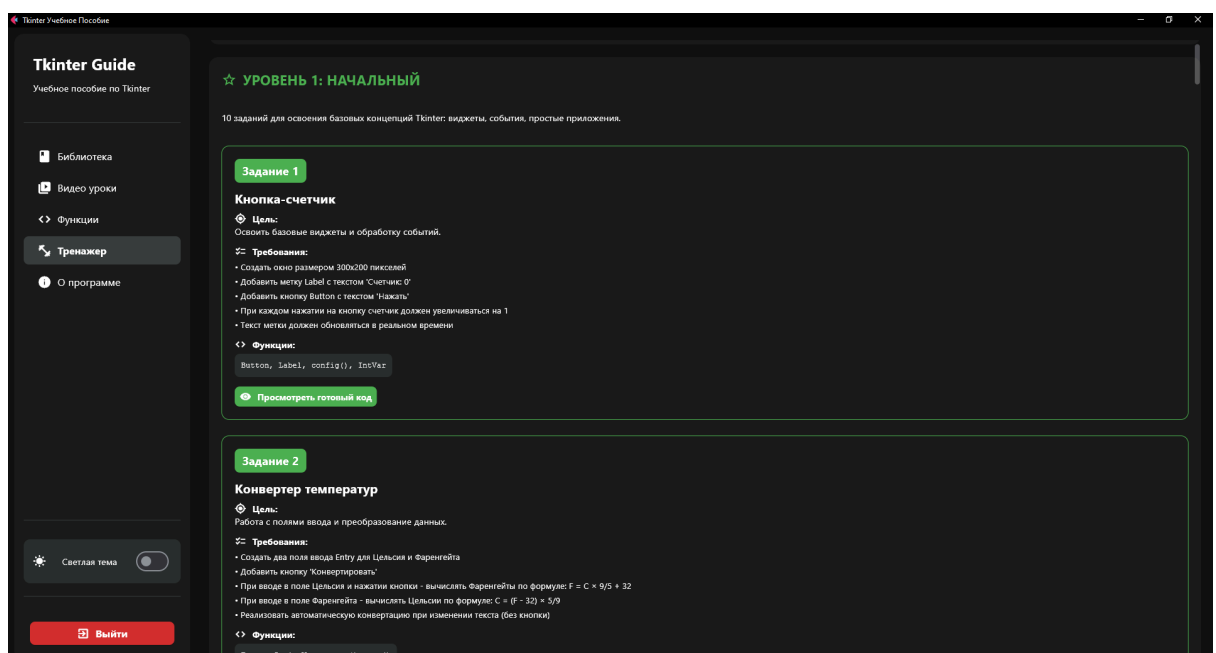 Tkinter Учебное Пособие
Tkinter Guide
Учебное пособие по Tkinter
Библиотека
Видео уроки
Функции
Тренажер
О программе
Светлая тема
Выйти
УРОВЕНЬ 1: НАЧАЛЬНЫЙ
10 заданий для освоения базовых концепций Tkinter: виджеты, события, простые приложения.
Задание 1
Кнопка-счетчик
Цель:
Освоить базовые виджеты и обработку событий.
Требования:
• Создать окно размером 300x200 пикселей
• Добавить метку Label с текстом 'Счетчик: 0'
• Добавить кнопку Button с текстом 'Нажать'
• При каждом нажатии на кнопку счетчик должен увеличиваться на 1
• Текст метки должен обновляться в реальном времени
Функции:
Button, Label, config(), IntVar
Просмотреть готовый код
Задание 2
Конвертер температур
Цель:
Работа с полями ввода и преобразование данных.
Требования:
• Создать два поля ввода Entry для Цельсия и Фаренгейта
• Добавить кнопку 'Конвертировать'
• При вводе в поле Цельсия и нажатии кнопки - вычислять Фаренгейты по формуле: F = C × 9/5 + 32
• При вводе в поле Фаренгейта - вычислять Цельсии по формуле: C = (F - 32) × 5/9
• Реализовать автоматическую конвертацию при изменении текста (без кнопки)
Функции: